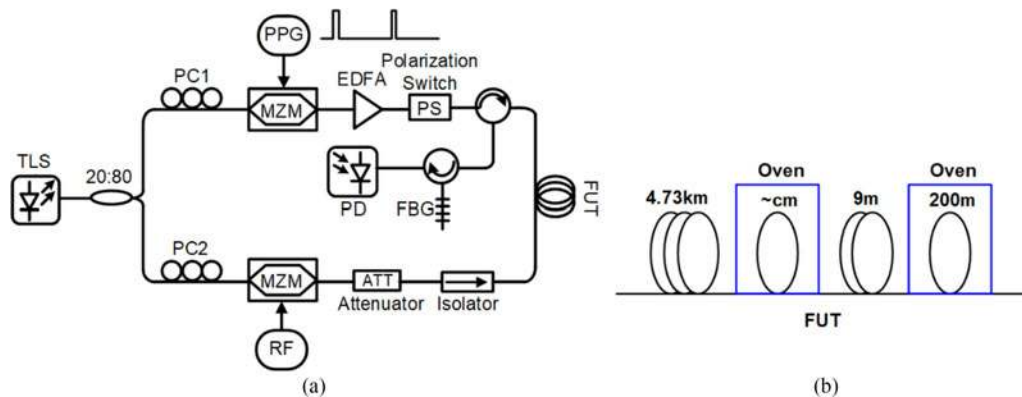 PPG
Polarization
Switch
EDFA
PC1
MZM
PS
TLS
20:80
PD
FBG
FUT
PC2
MZM
ATT
Attenuator
Isolator
RF
(a)
Oven
Oven
4.73km
~cm
9m
200m
FUT
(b)